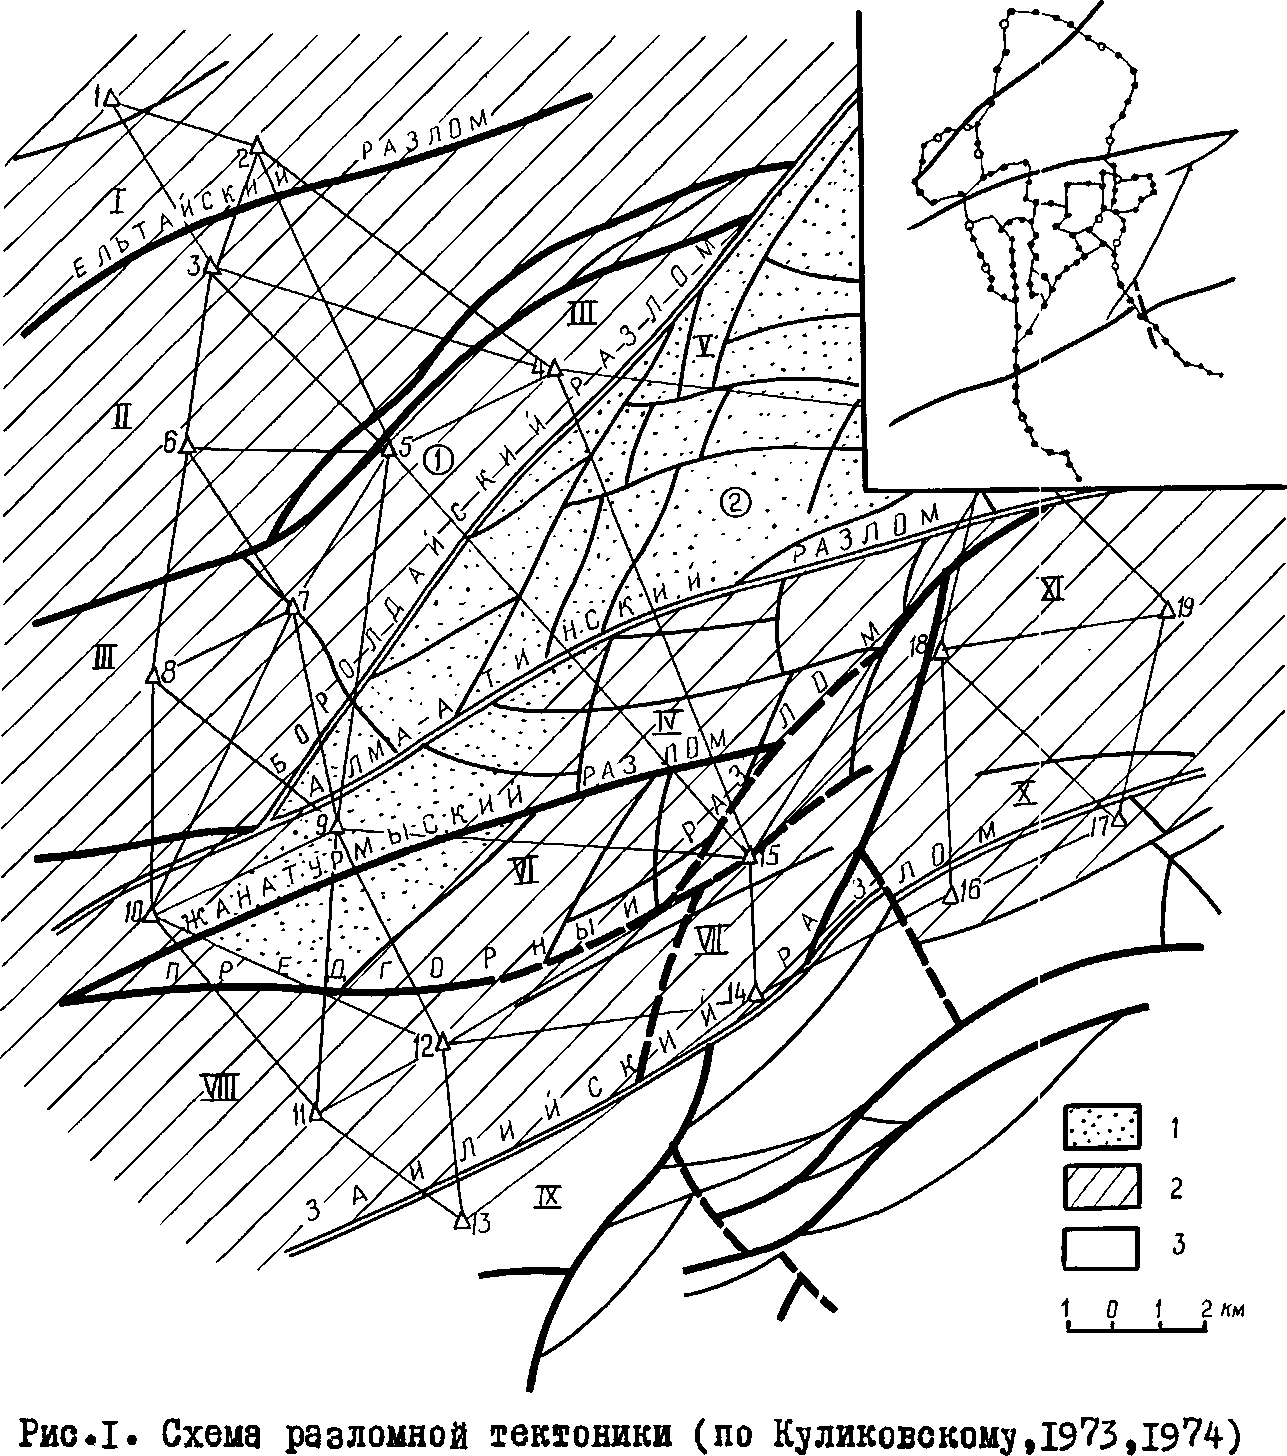 1
2
I
ЕЛЬТАЙСКИЙ РАЗЛОМ
3
III
БОРОЛДАЙСКИЙ РАЗЛОМ
V
4
II
6
5
1
2
АЛМА-АТИНСКИЙ РАЗЛОМ
7
XI
19
18
III
8
IV
ЖАНАТУРМЫСКИЙ РАЗЛОМ
X
9
17
15
VI
16
10
ПРЕДГОРНЫЙ РАЗЛОМ
VII
14
12
ЗАИЛИЙСКИЙ РАЗЛОМ
VIII
11
13
IX
1
2
3
1 0 1 2 км
Рис.I. Схема разломной тектоники (по Куликовскому,1973,1974)